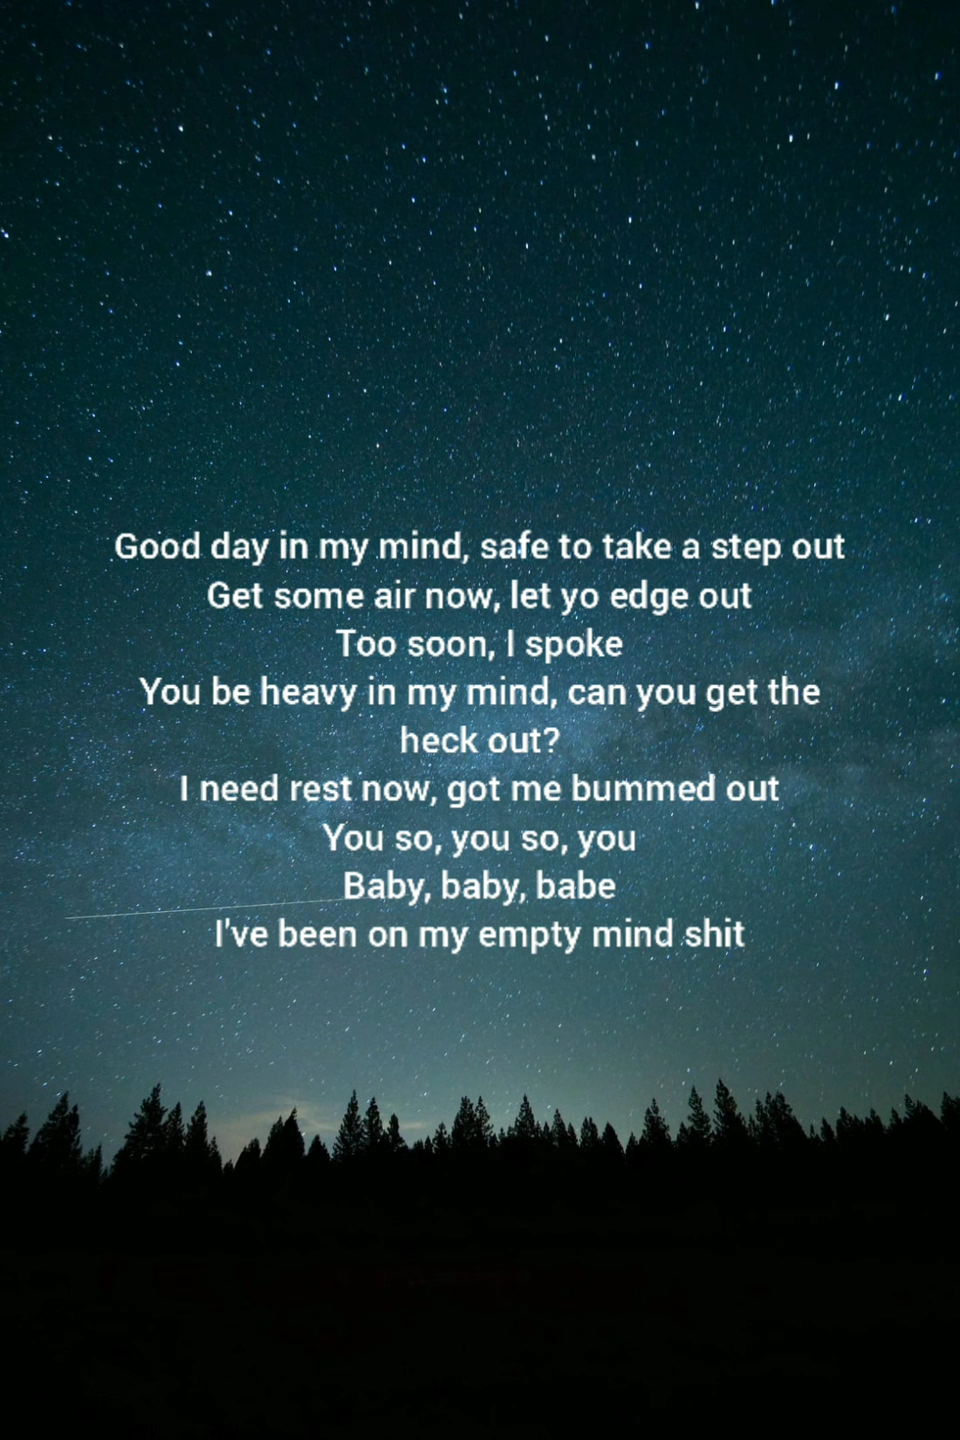 Good day in my mind, safe to take a step out
Get some air now, let yo edge out
Too soon, I spoke
You be heavy in my mind, can you get the
heck out?
I need rest now, got me bummed out
You so, you so, you
Baby, baby, babe
I've been on my empty mind shit